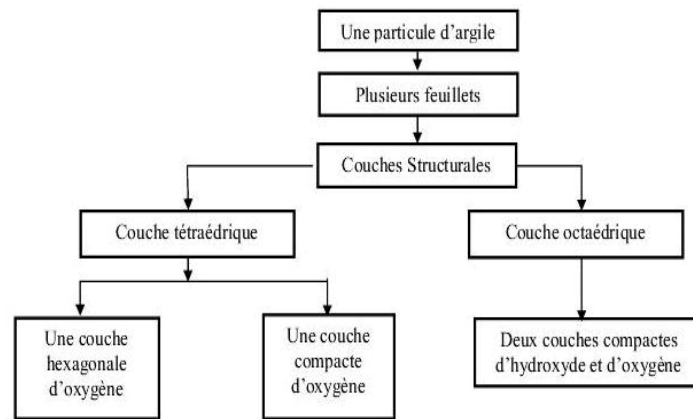 Une particule d'argile
Plusieurs feuillets
Couches Structurales
Couche tétraédrique
Couche octaédrique
Une couche
hexagonale
d'oxygène
Une couche
compacte
d'oxygène
Deux couches compactes
d'hydroxyde et d'oxygène